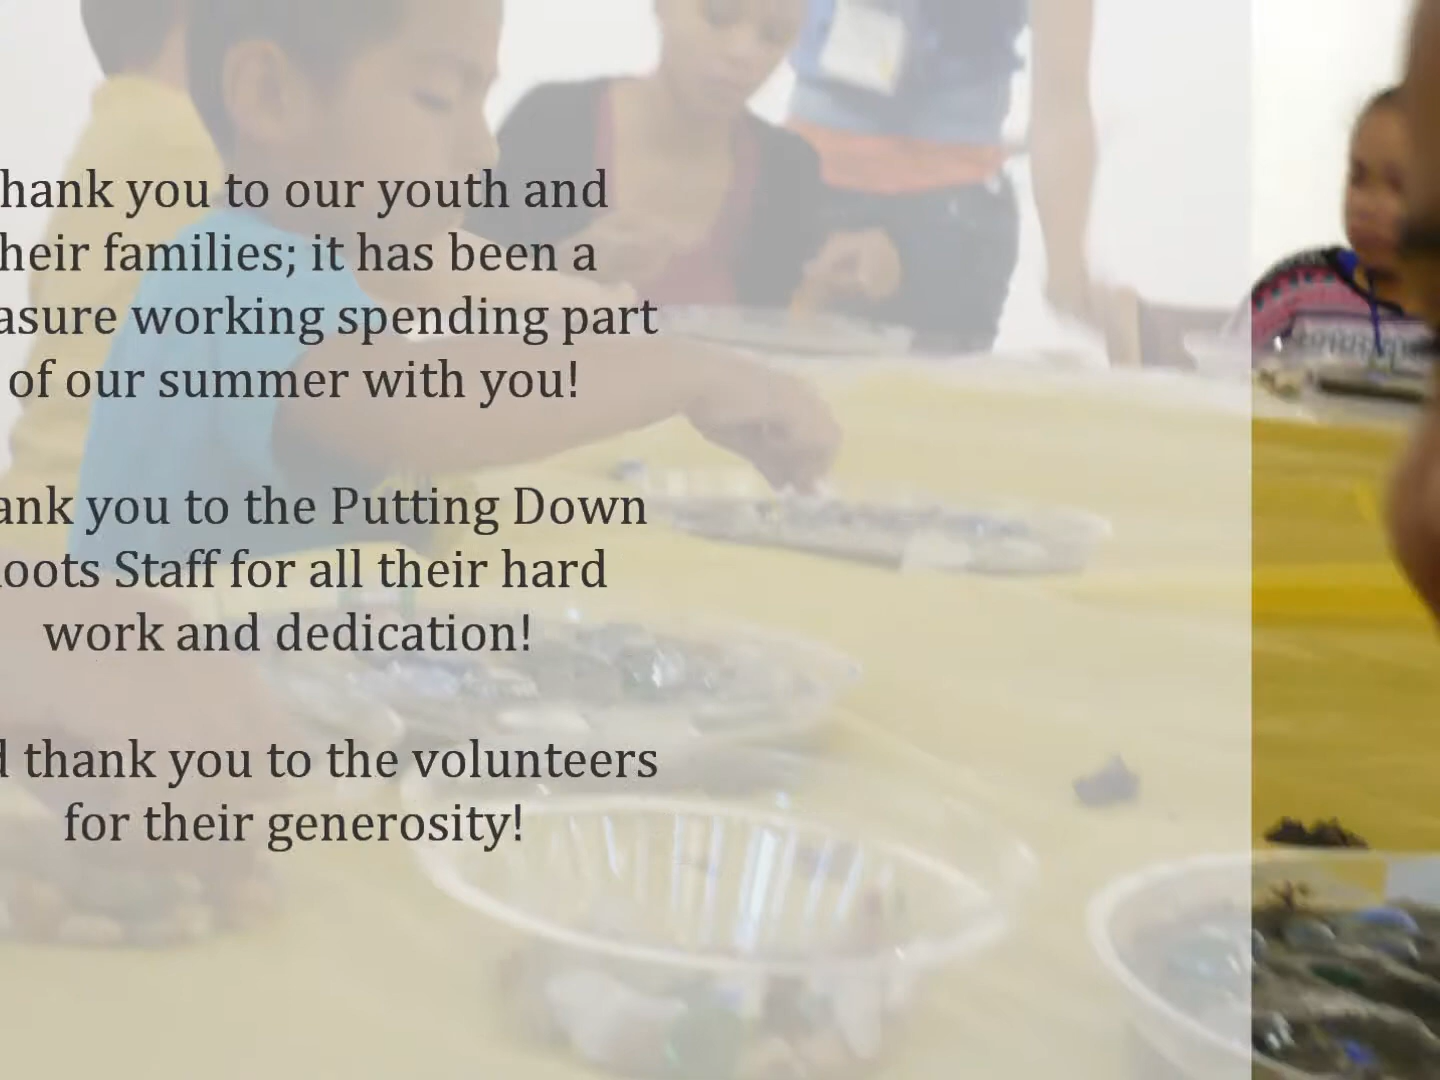 hank you to our youth and
heir families; it has been a
asure working spending part
of our summer with you!
ank you to the Putting Down
oots Staff for all their hard
work and dedication!
d thank you to the volunteers
for their generosity!